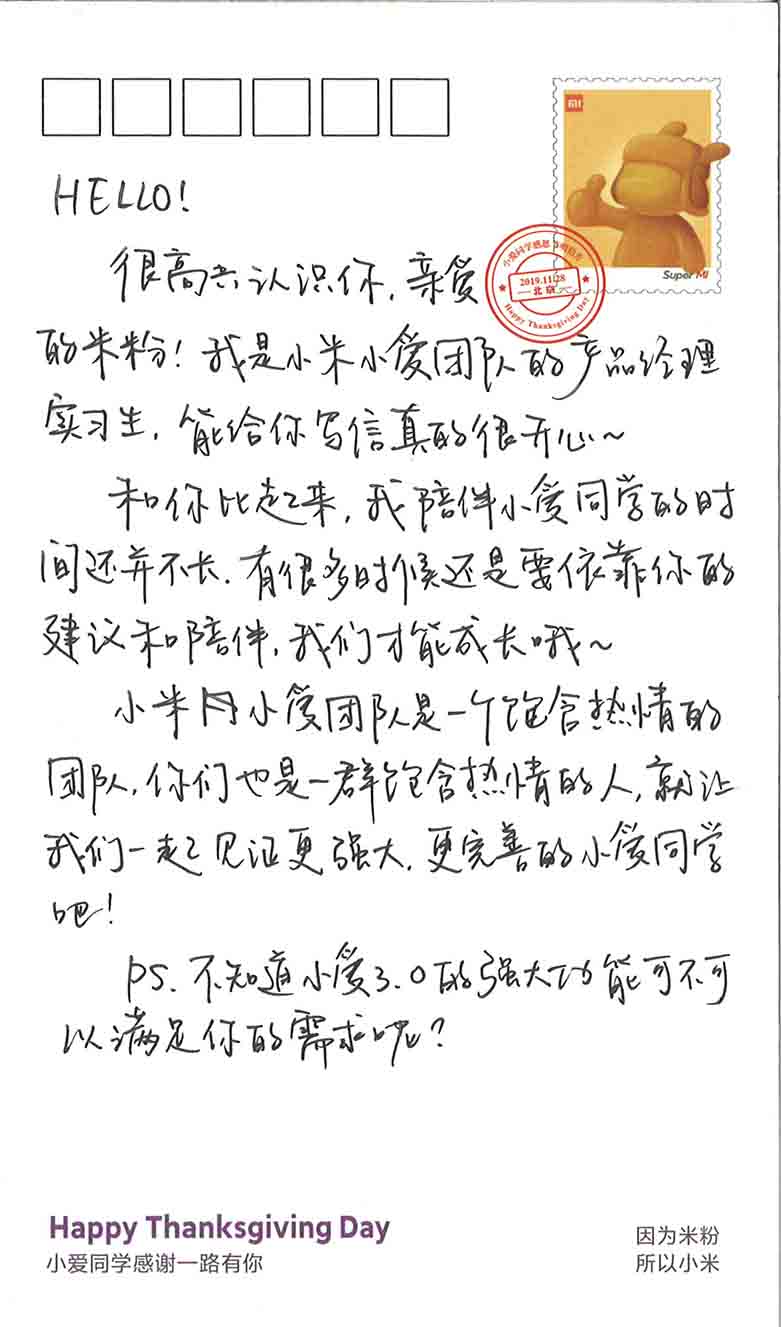 MI
Super MI
小爱同学感恩节明信片
2019.11.28
北京
Happy Thanksgiving Day
HELLO!
很高兴认识你,亲爱
的米粉!我是小米小爱团队的产品经理
实习生,能给你写信真的很开心~
和你比起来,我陪伴小爱同学的时
间还并不长.有很多时候还是要依靠你的
建议和陪伴,我们才能成长哦~
小米网小爱团队是一个饱含热情的
团队,你们也是一群饱含热情的人,就让
我们一起见证更强大,更完善的小爱同学
吧!
PS.不知道小爱3.0的强大功能可不可
以满足你的需求呢?
Happy Thanksgiving Day
小爱同学感谢一路有你
因为米粉
所以小米